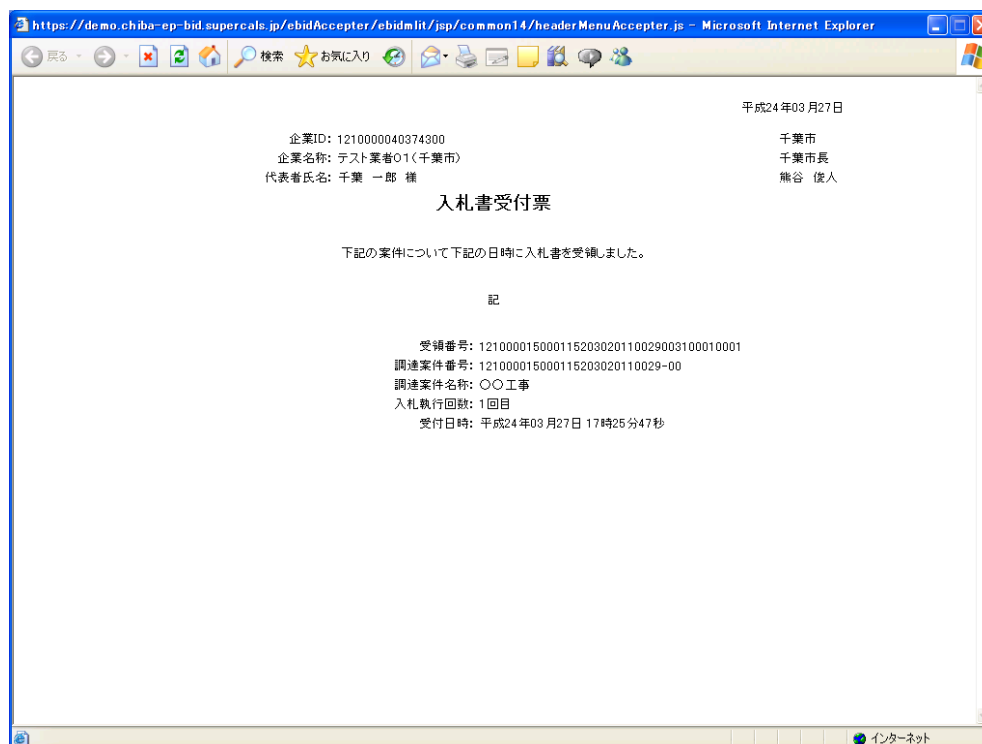 https://demo.chiba-ep-bid.supercals.jp/ebidAccepter/ebidmlit/jsp/common14/headerMenuAccepter.js - Microsoft Internet Explorer
戻る 検索 お気に入り
平成24年03月27日
企業ID: 1210000040374300 千葉市
企業名称: テスト業者01(千葉市) 千葉市長
代表者氏名: 千葉 一郎 様 熊谷 俊人
入札書受付票
下記の案件について下記の日時に入札書を受領しました。
記
受領番号: 12100001500011520302011002900310001​0001
調達案件番号: 121000015000115203020110029-00
調達案件名称: 〇〇工事
入札執行回数: 1回目
受付日時: 平成24年03月27日 17時25分47秒
インターネット